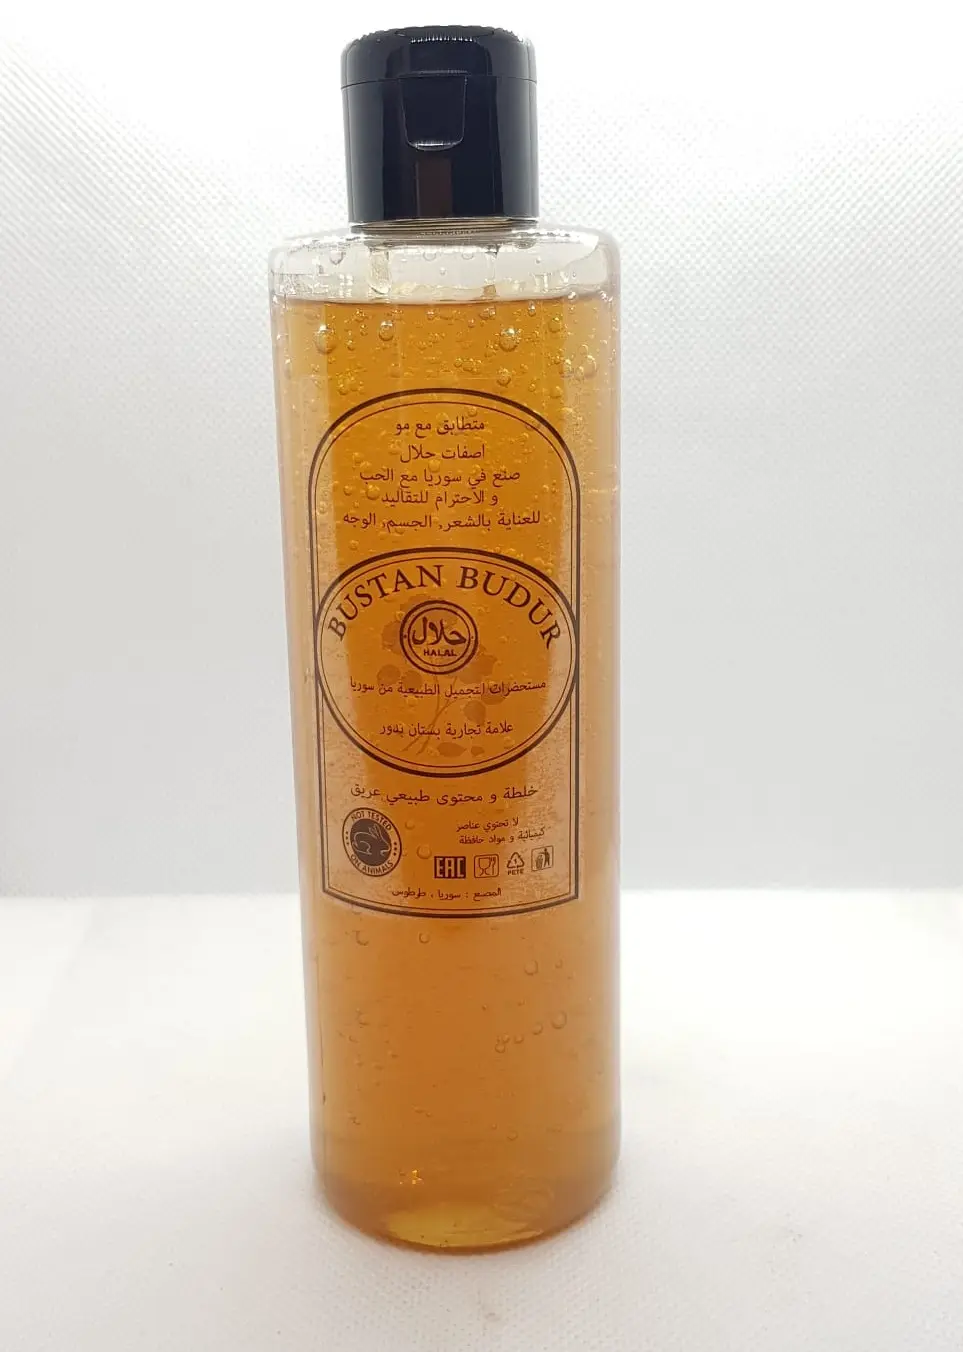 متطابق مع مو
اصفات حلال
صنع في سوريا مع الحب
و الاحترام للتقاليد
للعناية بالشعر, الجسم, الوجه
BUSTAN BUDUR
حلال
HALAL
مستحضرات لتجميل الطبيعية من سوريا
علامة تجارية بستان بدور
خلطة و محتوى طبيعي عريق
NOT TESTED
ON ANIMALS
لا تحتوي عناصر
كيميائية و مواد حافظة
EAC
1
PETE
المصنع : سوريا ، طرطوس